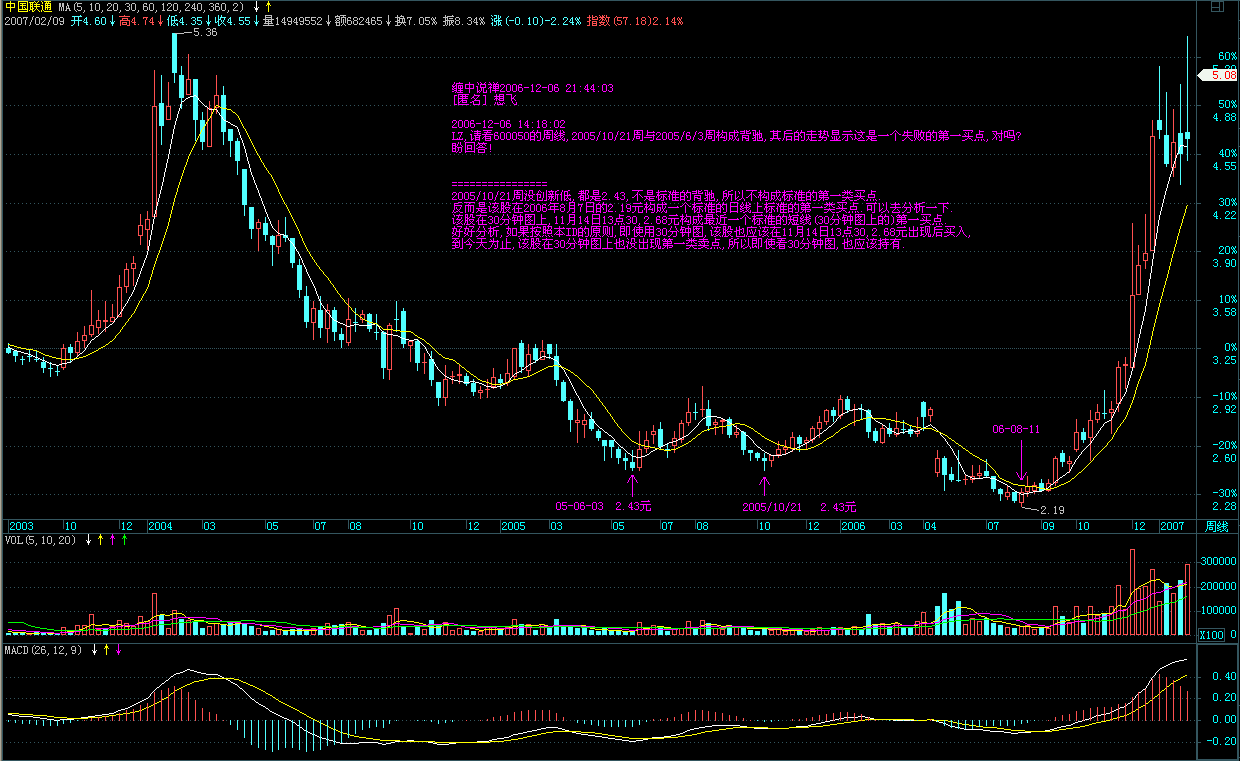 中国联通 MA(5,10,20,30,60,120,240,360,2) ↓ ↑
2007/02/09 开4.60↓高4.74↓低4.35↓收4.55↓量14949552↓额682465↓换7.05% 振8.34% 涨(-0.10)-2.24% 指数(57.18)2.14%
5.36
缠中说禅2006-12-06 21:44:03
[匿名] 想飞
2006-12-06 14:18:02
LZ,请看600050的周线,2005/10/21周与2005/6/3周构成背驰,其后的走势显示这是一个失败的第一买点,对吗?
盼回答!
================
2005/10/21周没创新低,都是2.43,不是标准的背驰,所以不构成标准的第一类买点.
反而是该股在2006年8月7日的2.19元构成一个标准的日线上标准的第一类买点,可以去分析一下.
该股在30分钟图上,11月14日13点30,2.66元构成最近一个标准的短线(30分钟图上的)第一买点.
好好分析,如果按照本ID的原则,即使用30分钟图,该股也应该在11月14日13点30,2.68元出现后买入,
到今天为止,该股在30分钟图上也没出现第一类卖点,所以即使看30分钟图,也应该持有.
60%
5.08
50%
4.88
40%
4.55
30%
4.22
20%
3.90
10%
3.58
0%
3.25
-10%
2.92
-20%
2.60
-30%
2.28
08-08-11
05-06-03 2.43元
2005/10/21 2.43元
2.19
2003 10 12 2004 03 05 07 08 10 12 2005 03 05 07 08 10 12 2006 03 04 07 09 10 12 2007 周线
VOL(5,10,20) ↓ ↑ ↑ ↑
300000
200000
100000
X100 0
MACD(26,12,9) ↓ ↑ ↓
0.40
0.20
0.00
-0.20